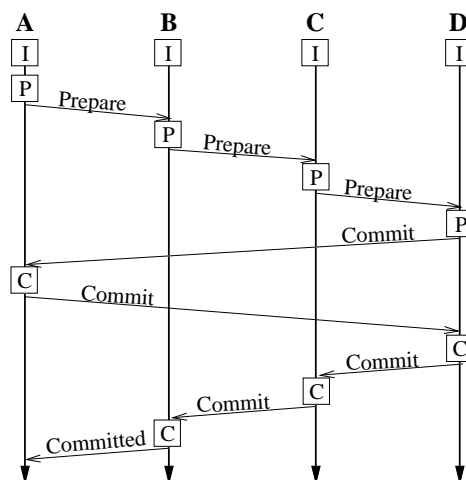 A B C D
I I I I
P
Prepare
P
Prepare
P
Prepare
P
Commit
C
Commit
C
Commit
C
Commit
C
Committed